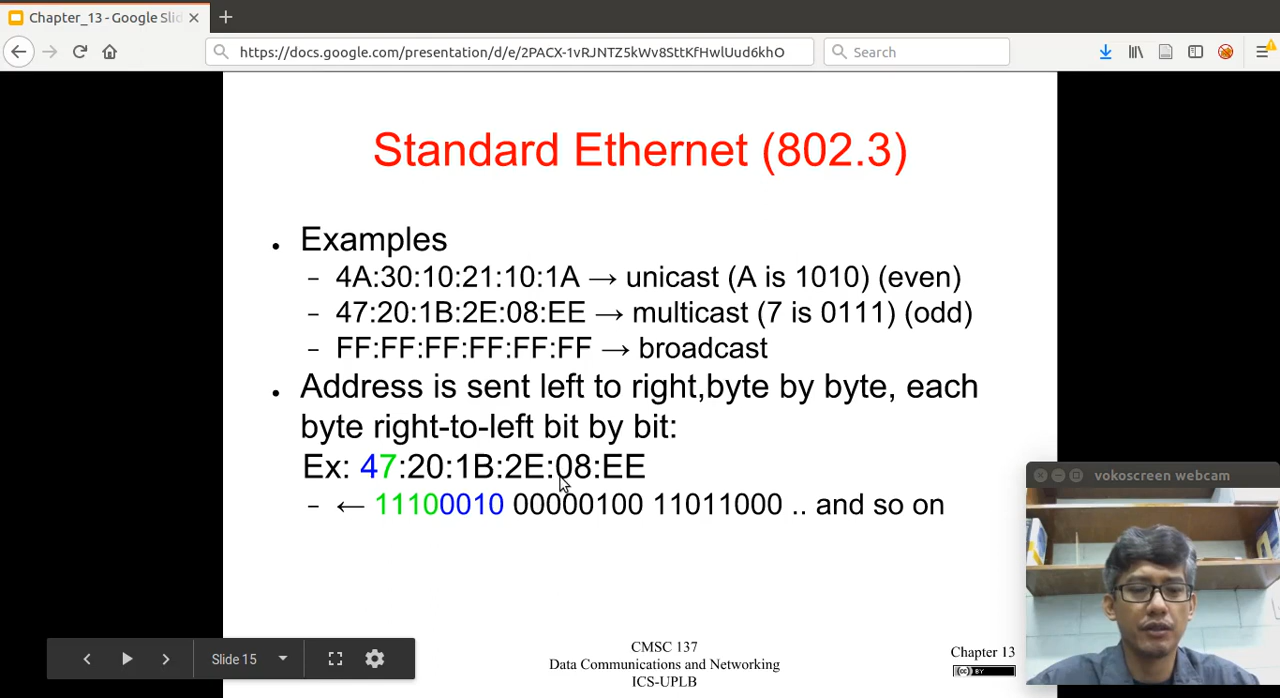 Chapter_13 - Google Slid
https://docs.google.com/presentation/d/e/2PACX-1vRJNTZ5kWv8SttKfHwlUud6khO
Search
Standard Ethernet (802.3)
• Examples
– 4A:30:10:21:10:1A → unicast (A is 1010) (even)
– 47:20:1B:2E:08:EE → multicast (7 is 0111) (odd)
– FF:FF:FF:FF:FF:FF → broadcast
• Address is sent left to right,byte by byte, each
byte right-to-left bit by bit:
Ex: 47:20:1B:2E:08:EE
– ← 11100010 00000100 11011000 .. and so on
vokoscreen webcam
CMSC 137
Data Communications and Networking
ICS-UPLB
Chapter 13
CC BY
Slide 15